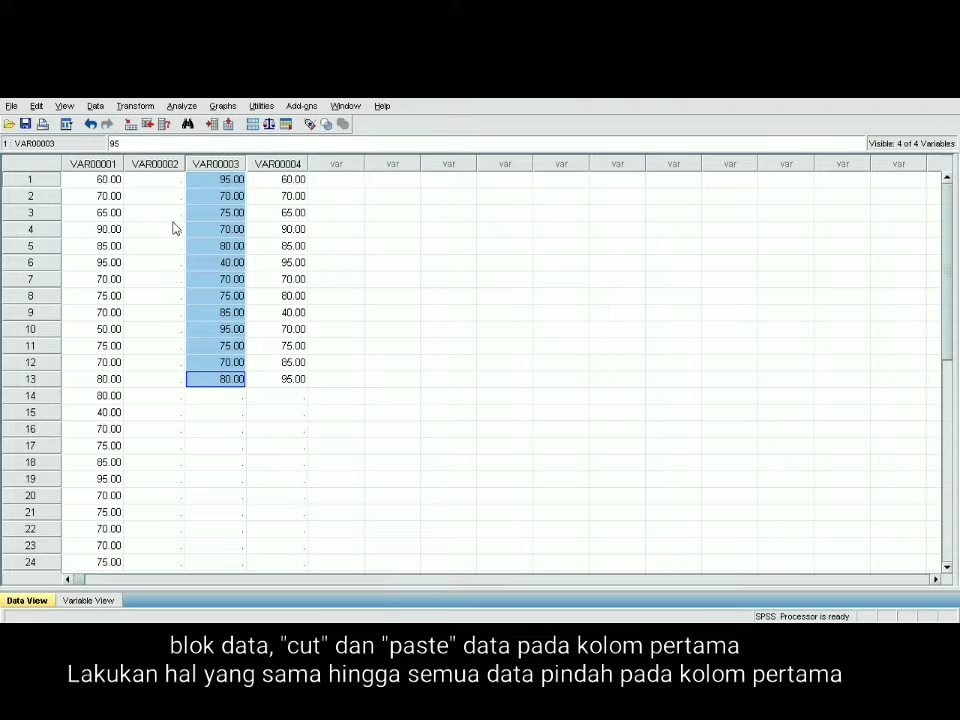 File Edit View Data Transform Analyze Graphs Utilities Add-ons Window Help
1 : VAR00003 95 Visible: 4 of 4 Variables
VAR00001 VAR00002 VAR00003 VAR00004 var var var var var var var var var var var
1 60.00 . 95.00 60.00
2 70.00 . 70.00 70.00
3 65.00 . 75.00 65.00
4 90.00 . 70.00 90.00
5 85.00 . 80.00 85.00
6 95.00 . 40.00 95.00
7 70.00 . 70.00 70.00
8 75.00 . 75.00 80.00
9 70.00 . 85.00 40.00
10 50.00 . 95.00 70.00
11 75.00 . 75.00 75.00
12 70.00 . 70.00 85.00
13 80.00 . 80.00 95.00
14 80.00 . . .
15 40.00 . . .
16 70.00 . . .
17 75.00 . . .
18 85.00 . . .
19 95.00 . . .
20 70.00 . . .
21 75.00 . . .
22 70.00 . . .
23 70.00 . . .
24 75.00 . . .
Data View Variable View
SPSS Processor is ready
blok data, "cut" dan "paste" data pada kolom pertama
Lakukan hal yang sama hingga semua data pindah pada kolom pertama